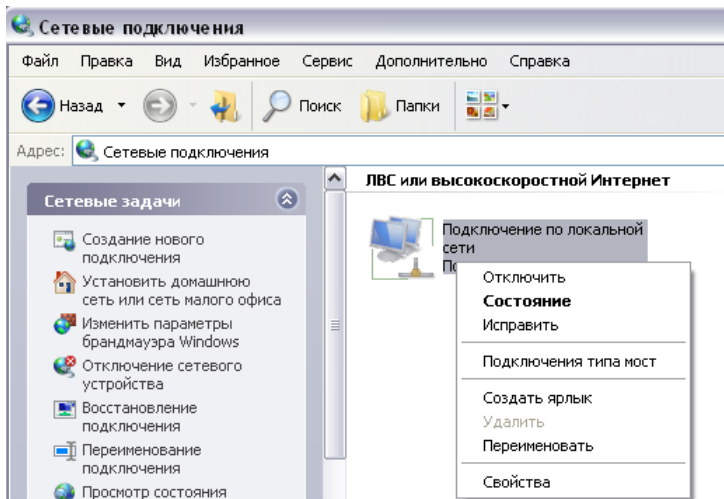 Сетевые подключения
Файл Правка Вид Избранное Сервис Дополнительно Справка
Назад Поиск Папки
Адрес: Сетевые подключения
Сетевые задачи
Создание нового
подключения
Установить домашнюю
сеть или сеть малого офиса
Изменить параметры
брандмауэра Windows
Отключение сетевого
устройства
Восстановление
подключения
Переименование
подключения
Просмотр состояния
ЛВС или высокоскоростной Интернет
Подключение по локальной
сети
Отключить
Состояние
Исправить
Подключения типа мост
Создать ярлык
Удалить
Переименовать
Свойства